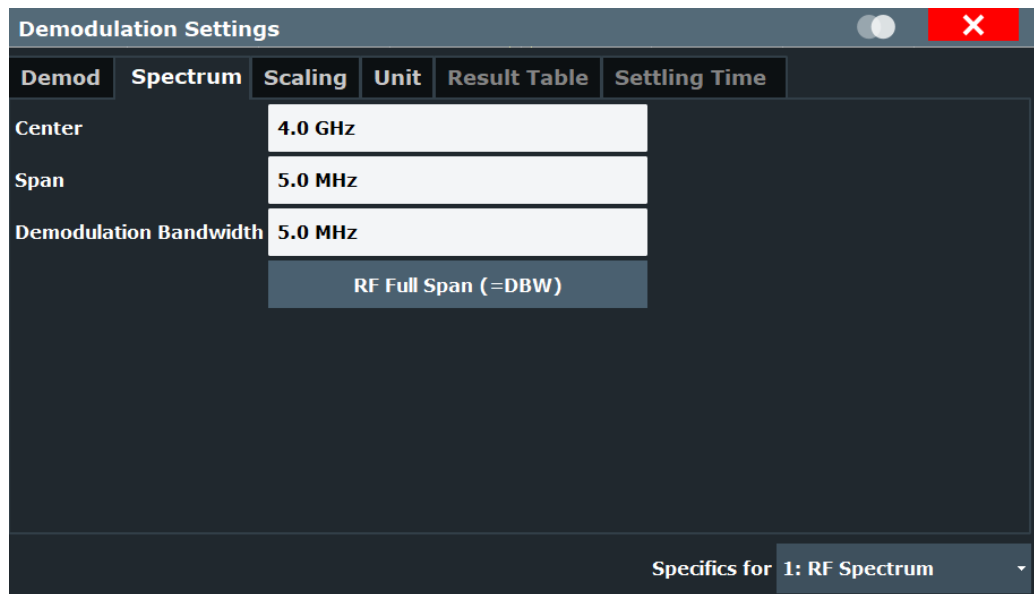 Demodulation Settings
Demod Spectrum Scaling Unit Result Table Settling Time
Center 4.0 GHz
Span 5.0 MHz
Demodulation Bandwidth 5.0 MHz
RF Full Span (=DBW)
Specifics for 1: RF Spectrum